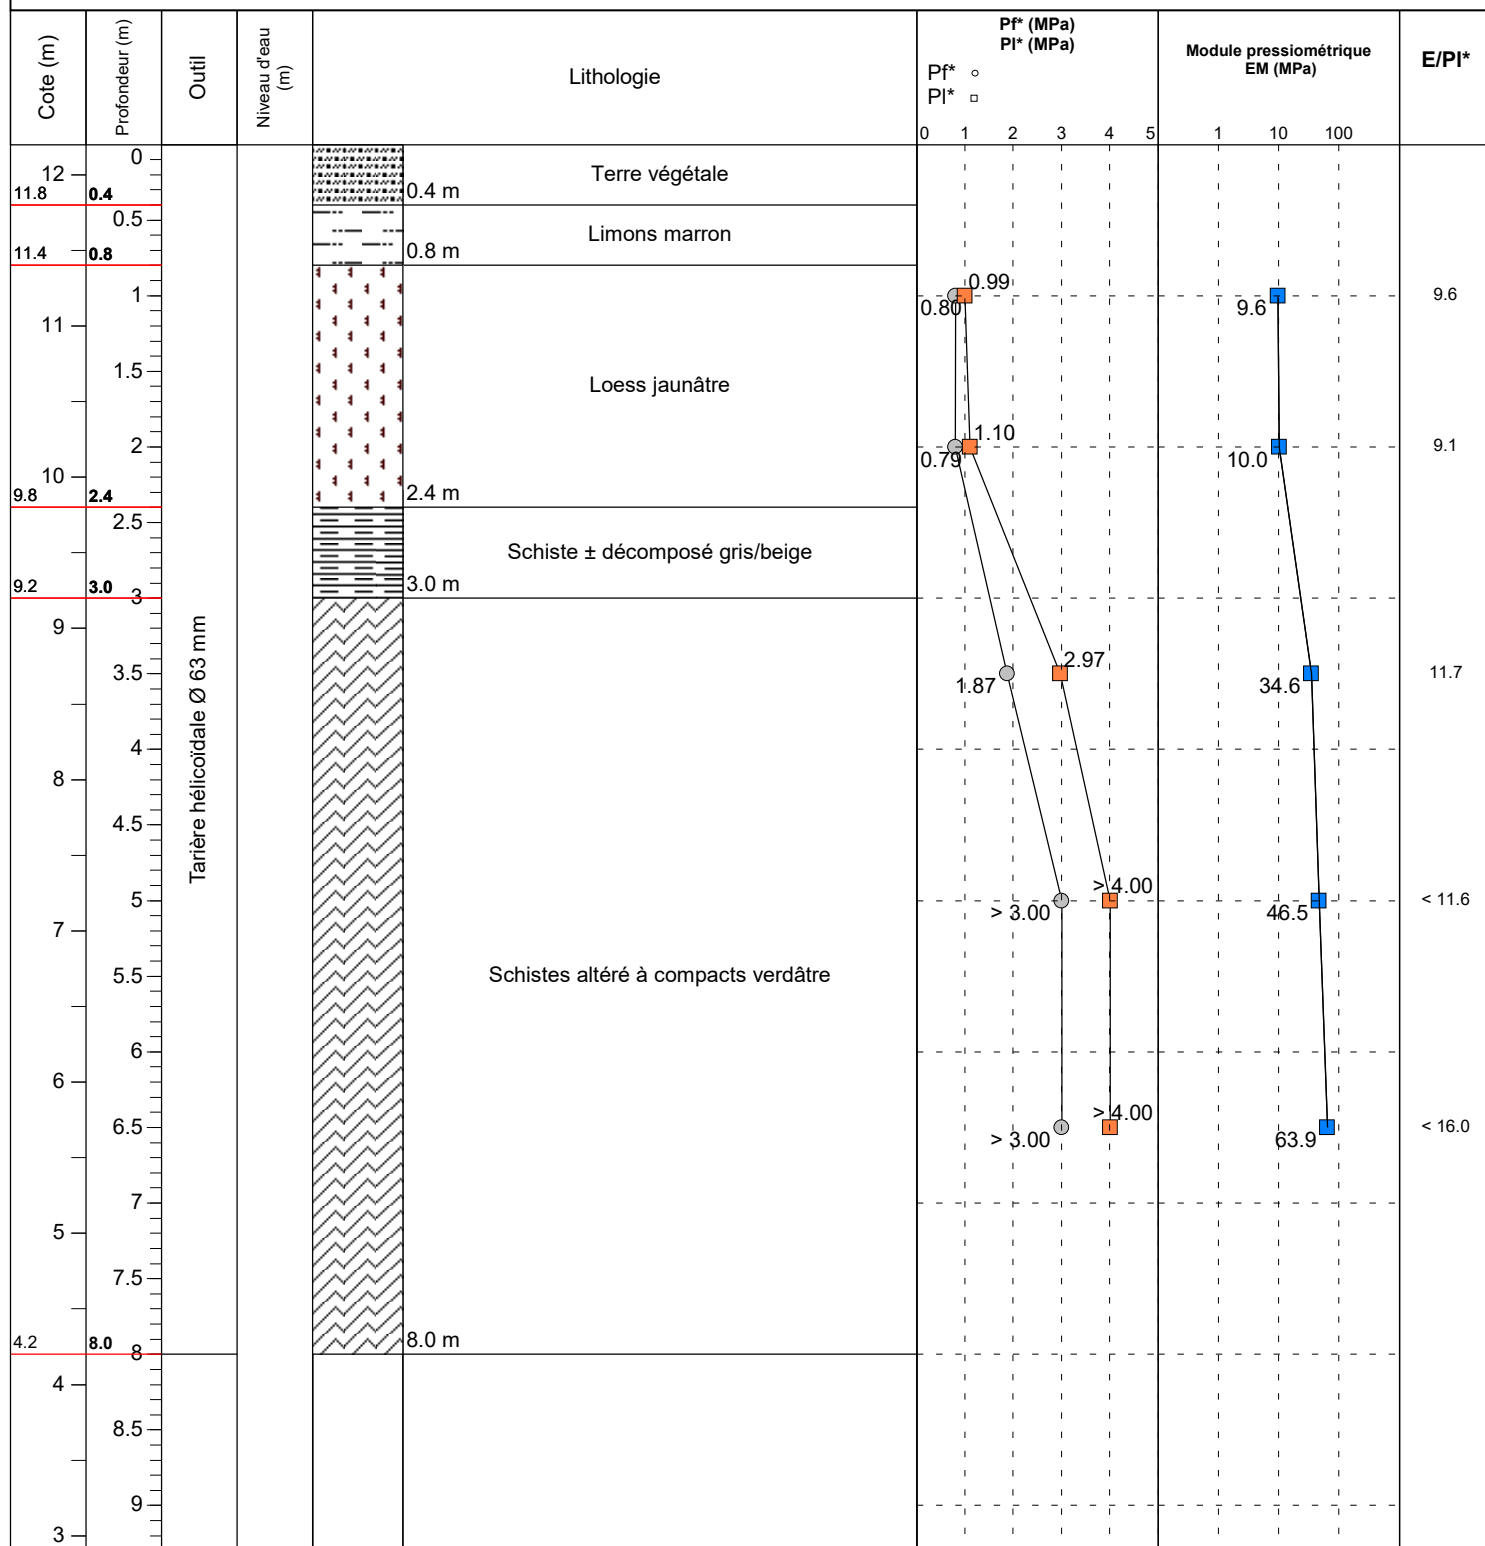 Cote (m)
Profondeur (m)
Outil
Niveau d'eau
(m)
Lithologie
Pf* (MPa)
Pl* (MPa)
Pf*
Pl*
0 1 2 3 4 5
Module pressiométrique
EM (MPa)
1 10 100
E/Pl*
12
11.8
11.4
11
10
9.8
9.2
9
8
7
6
5
4.2
4
3
0
0.4
0.5
0.8
1
1.5
2
2.4
2.5
3.0
3
3.5
4
4.5
5
5.5
6
6.5
7
7.5
8.0
8
8.5
9
Tarière hélicoïdale Ø 63 mm
0.4 m
Terre végétale
0.8 m
Limons marron
Loess jaunâtre
2.4 m
Schiste ± décomposé gris/beige
3.0 m
Schistes altéré à compacts verdâtre
8.0 m
0.99
0.80
1.10
0.79
2.97
1.87
> 4.00
> 3.00
> 4.00
> 3.00
9.6
10.0
34.6
46.5
63.9
9.6
9.1
11.7
< 11.6
< 16.0